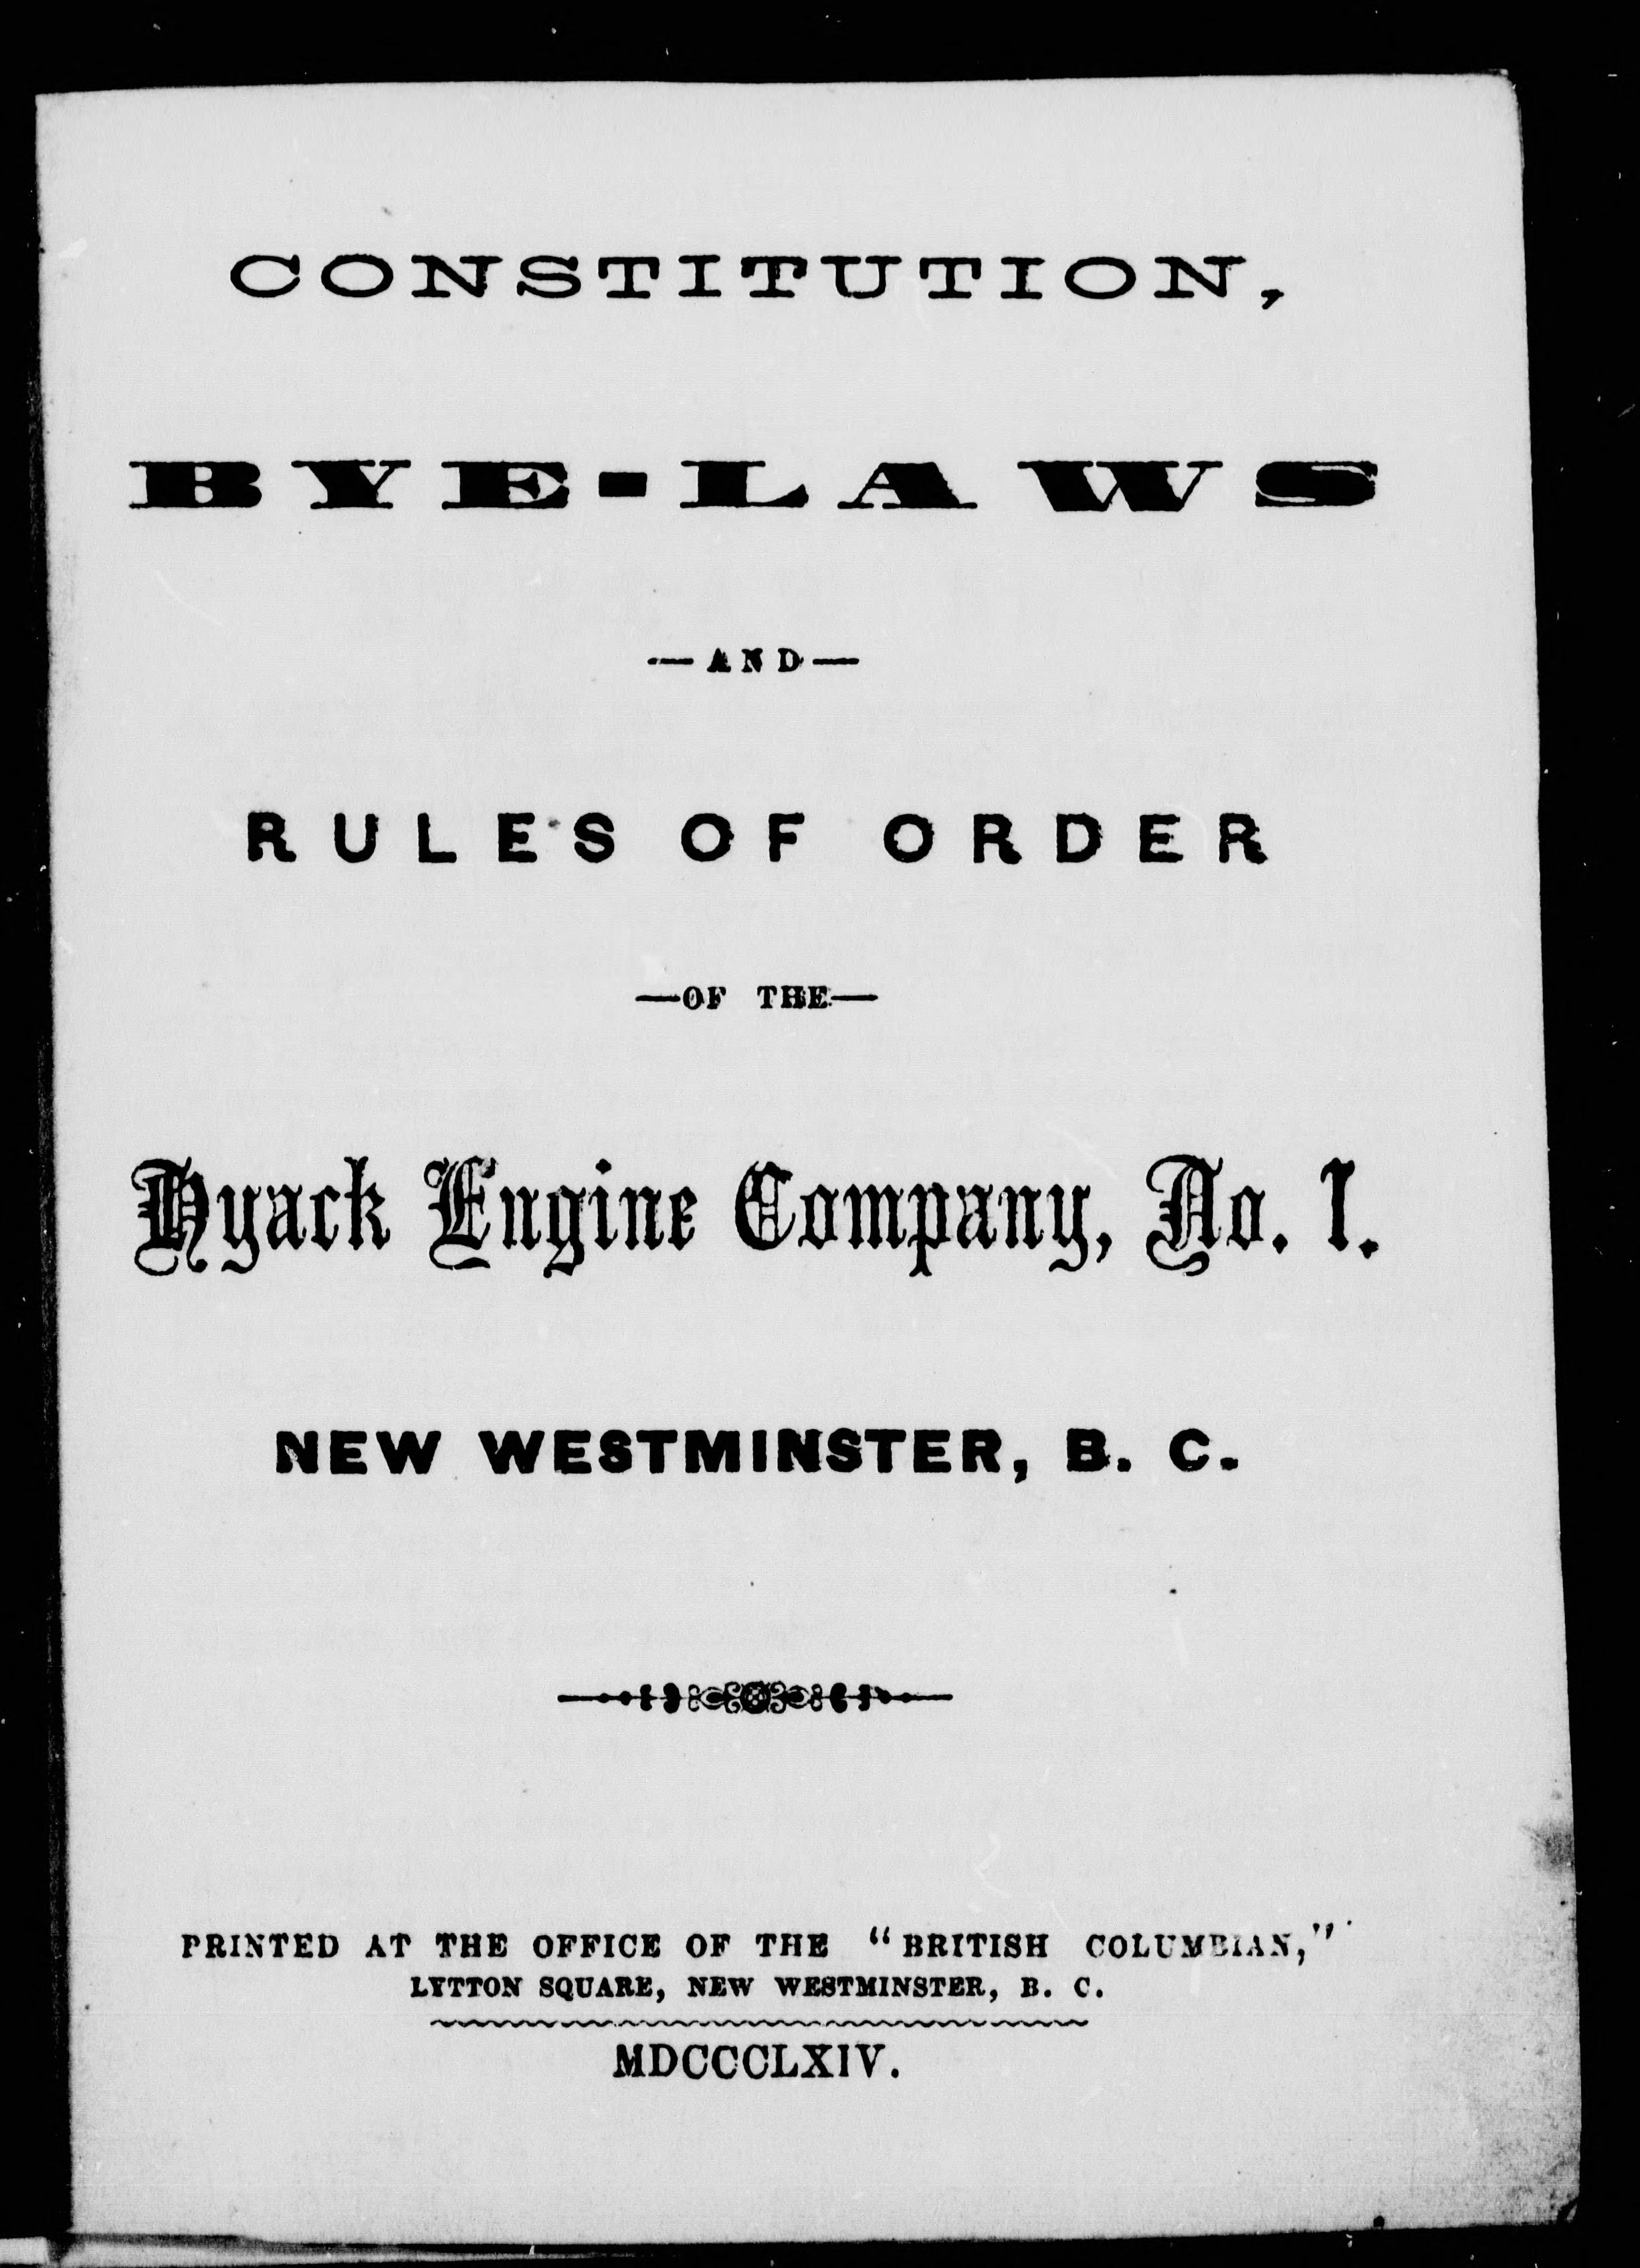 CONSTITUTION,
BYE-LAWS
—AND—
RULES OF ORDER
—OF THE—
Hyack Engine Company, No. 1.
NEW WESTMINSTER, B. C.
PRINTED AT THE OFFICE OF THE "BRITISH COLUMBIAN,"
LYTTON SQUARE, NEW WESTMINSTER, B. C.
MDCCCLXIV.